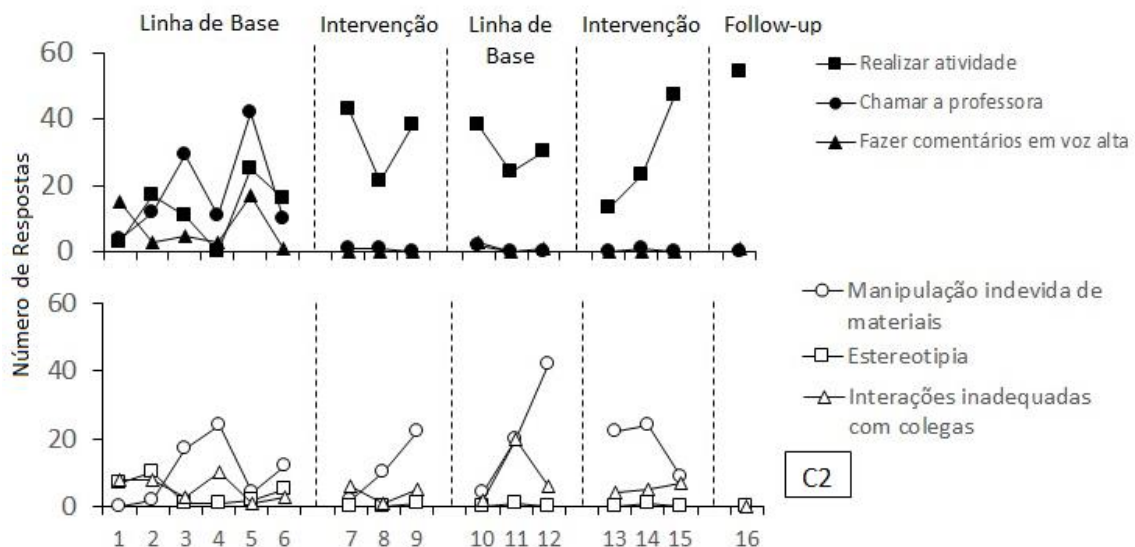 Linha de Base
Intervenção
Linha de
Base
Intervenção
Follow-up
60
40
20
0
Número de Respostas
Realizar atividade
Chamar a professora
Fazer comentários em voz alta
60
40
20
0
Manipulação indevida de
materiais
Estereotipia
Interações inadequadas
com colegas
C2
1 2 3 4 5 6 7 8 9 10 11 12 13 14 15 16